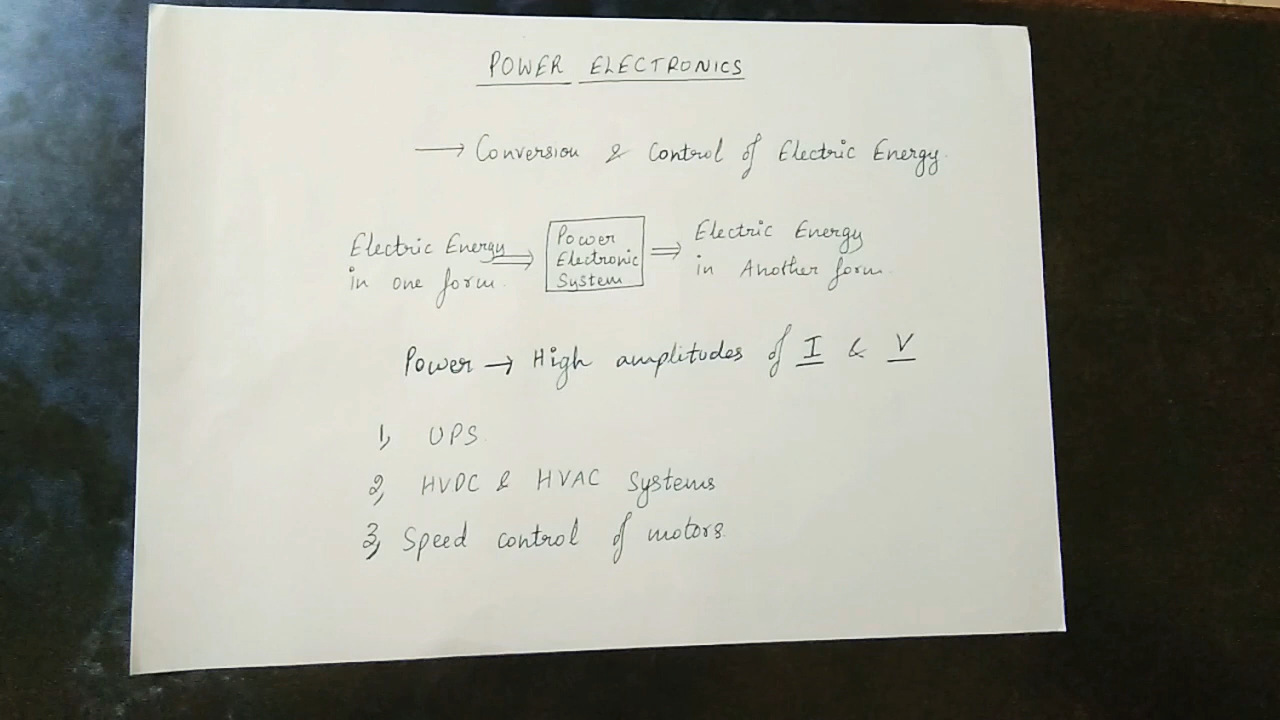 POWER ELECTRONICS
→ Conversion & Control of Electric Energy.
Electric Energy
in one form.
⇒
Power
Electronic
System
⇒
Electric Energy
in Another form.
Power → High amplitudes of I & V
1, UPS.
2, HVDC & HVAC Systems
3, Speed control of motors.